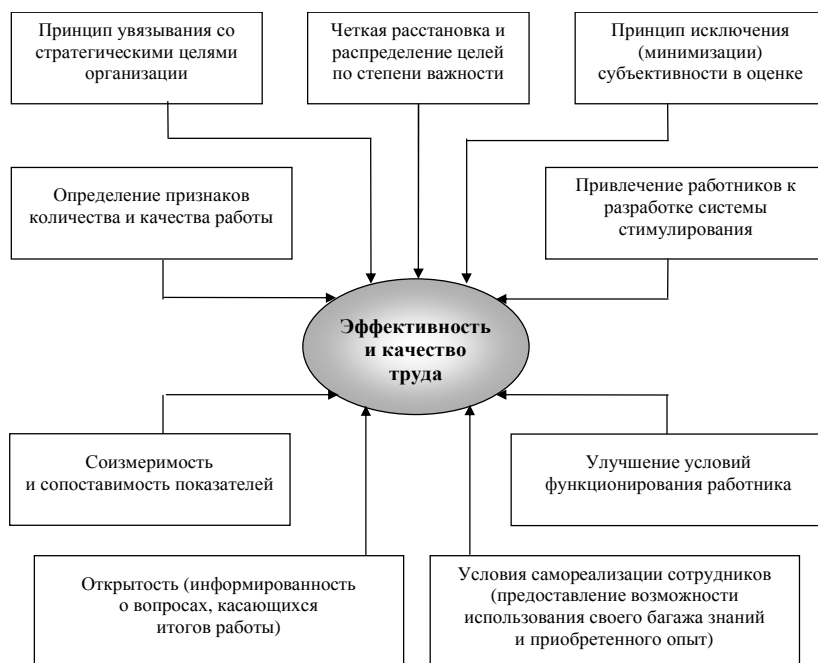 Принцип увязывания со
стратегическими целями
организации
Четкая расстановка и
распределение целей
по степени важности
Принцип исключения
(минимизации)
субъективности в оценке
Определение признаков
количества и качества работы
Привлечение работников к
разработке системы
стимулирования
Эффективность
и качество
труда
Соизмеримость
и сопоставимость показателей
Улучшение условий
функционирования работника
Открытость (информированность
о вопросах, касающихся
итогов работы)
Условия самореализации сотрудников
(предоставление возможности
использования своего багажа знаний
и приобретенного опыт)